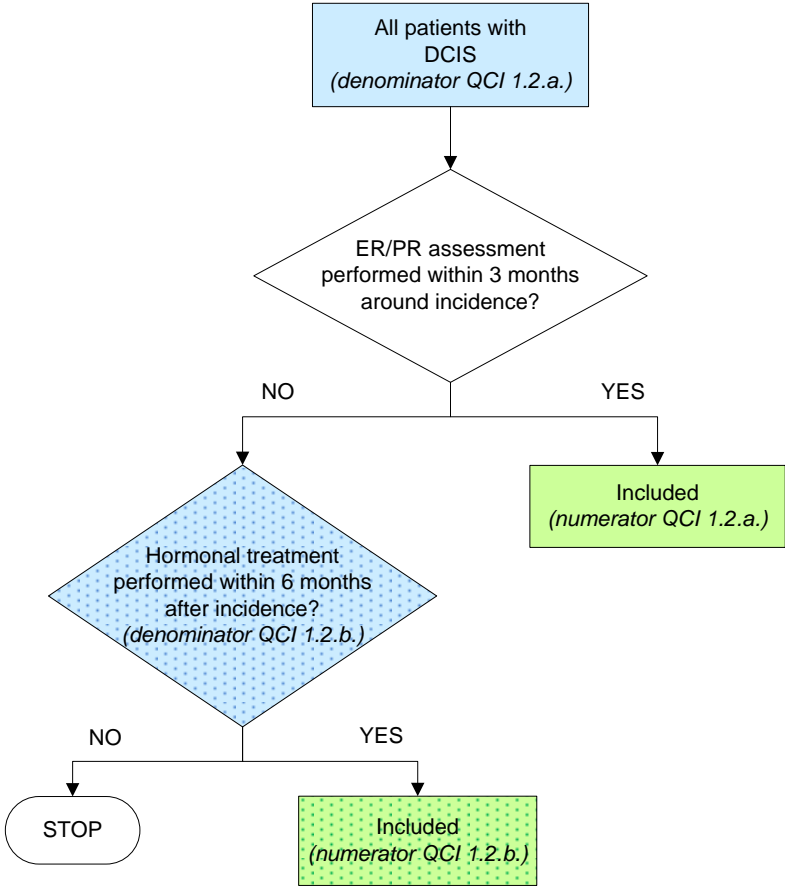 All patients with
DCIS
(denominator QCI 1.2.a.)
ER/PR assessment
performed within 3 months
around incidence?
NO
YES
Included
(numerator QCI 1.2.a.)
Hormonal treatment
performed within 6 months
after incidence?
(denominator QCI 1.2.b.)
NO
YES
STOP
Included
(numerator QCI 1.2.b.)